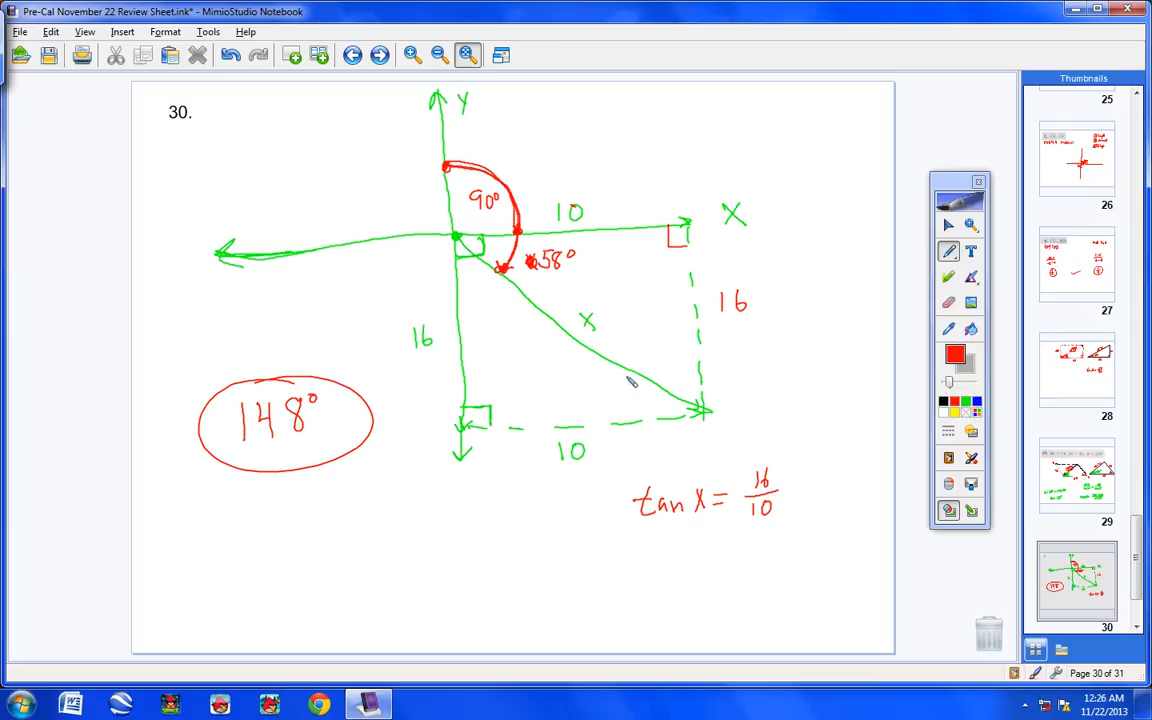 Pre-Cal November 22 Review Sheet.ink* - MimioStudio Notebook
File Edit View Insert Format Tools Help
Thumbnails
25
26
27
28
29
30
30.
y
90°
10
X
58°
16
x
16
148°
10
tan x = 16/10
T
Page 30 of 31
12:26 AM
11/22/2013